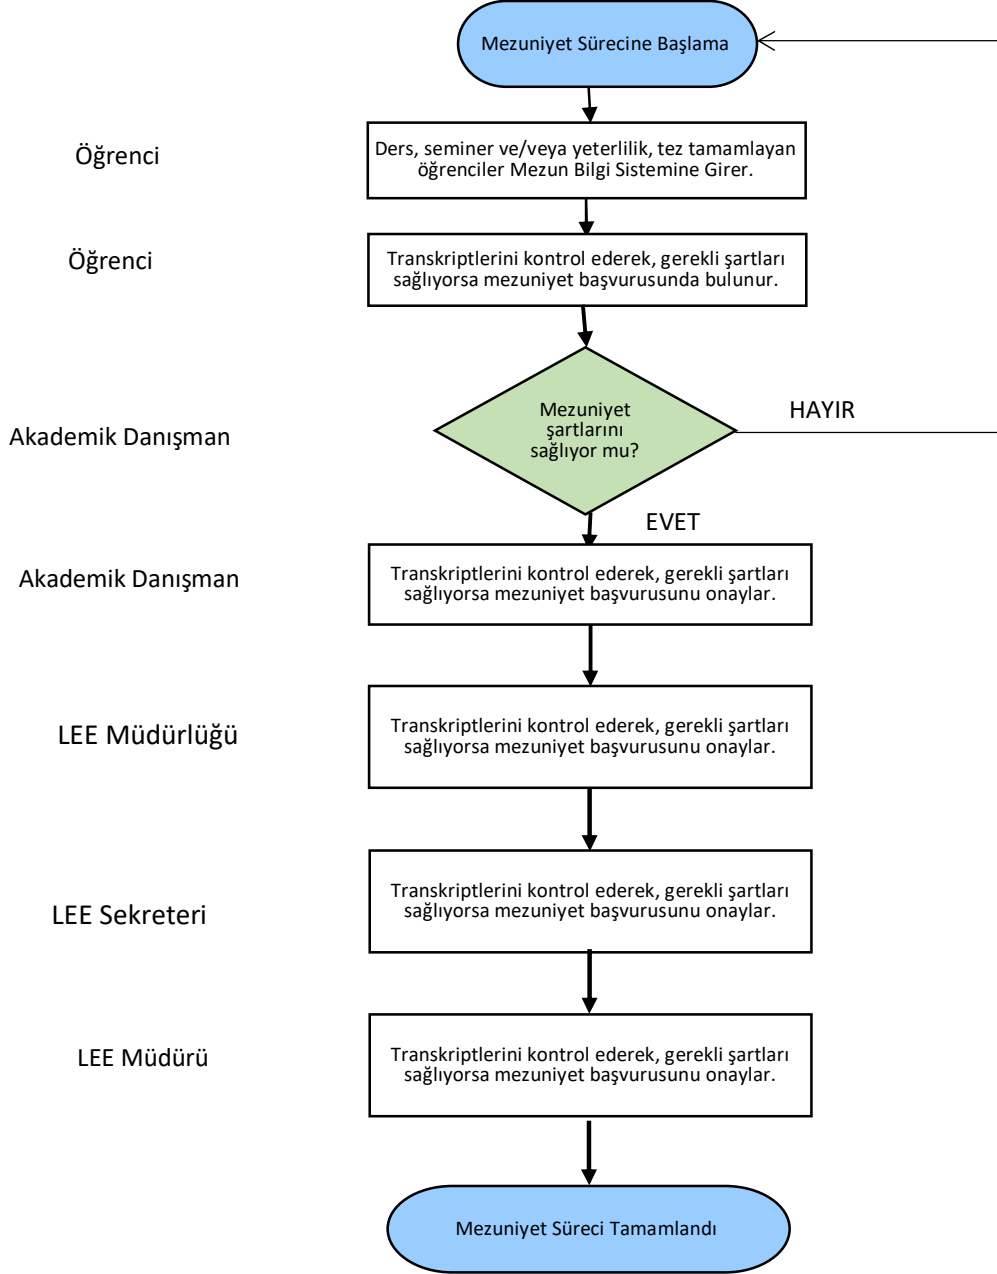 Mezuniyet Sürecine Başlama
Öğrenci
Ders, seminer ve/veya yeterlilik, tez tamamlayan
öğrenciler Mezun Bilgi Sistemine Girer.
Öğrenci
Transkriptlerini kontrol ederek, gerekli şartları
sağlıyorsa mezuniyet başvurusunda bulunur.
Akademik Danışman
Mezuniyet
şartlarını
sağlıyor mu?
HAYIR
EVET
Akademik Danışman
Transkriptlerini kontrol ederek, gerekli şartları
sağlıyorsa mezuniyet başvurusunu onaylar.
LEE Müdürlüğü
Transkriptlerini kontrol ederek, gerekli şartları
sağlıyorsa mezuniyet başvurusunu onaylar.
LEE Sekreteri
Transkriptlerini kontrol ederek, gerekli şartları
sağlıyorsa mezuniyet başvurusunu onaylar.
LEE Müdürü
Transkriptlerini kontrol ederek, gerekli şartları
sağlıyorsa mezuniyet başvurusunu onaylar.
Mezuniyet Süreci Tamamlandı